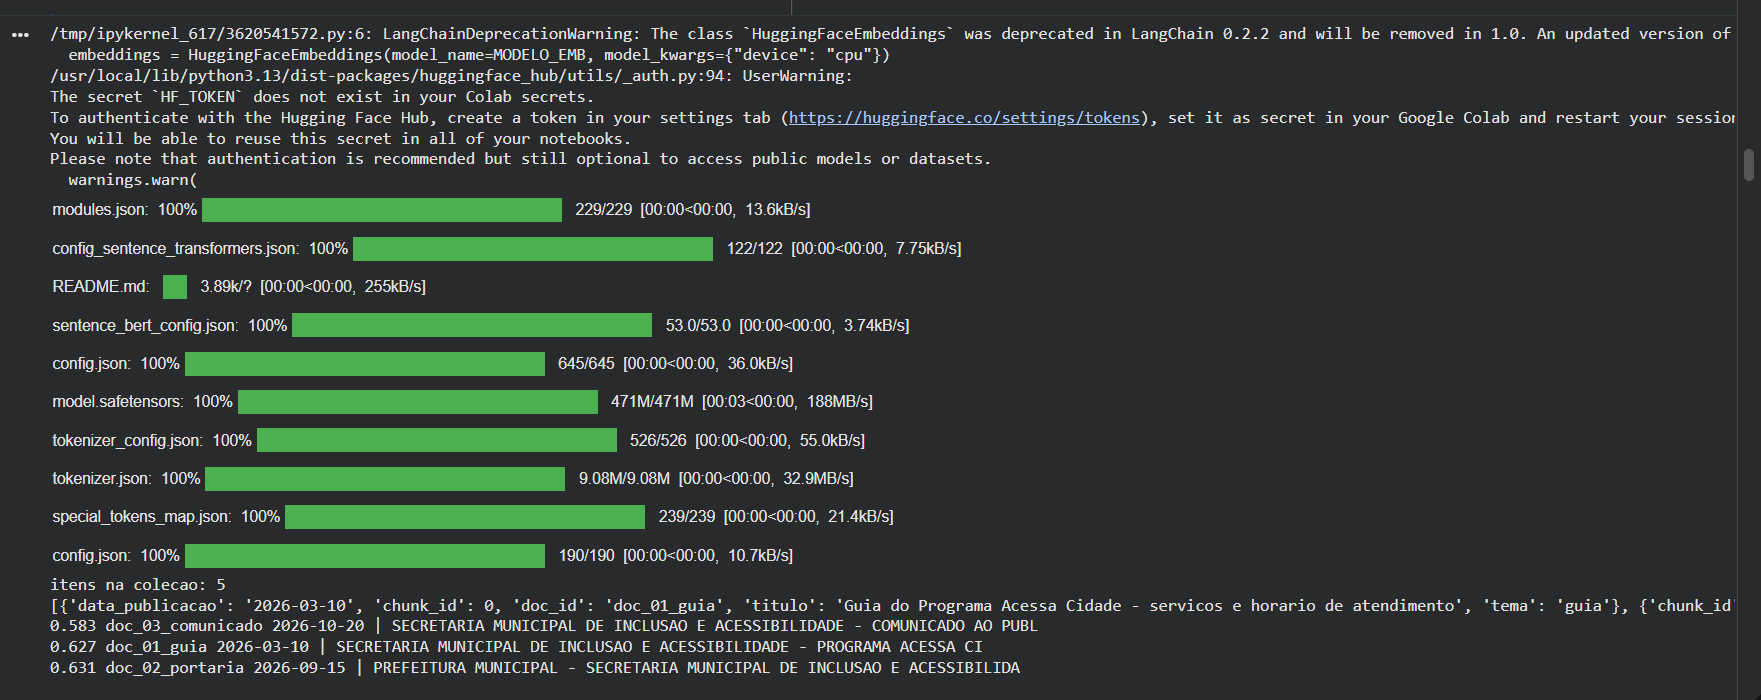 /tmp/ipykernel_617/3620541572.py:6: LangChainDeprecationWarning: The class `HuggingFaceEmbeddings` was deprecated in LangChain 0.2.2 and will be removed in 1.0. An updated version of
  embeddings = HuggingFaceEmbeddings(model_name=MODELO_EMB, model_kwargs={"device": "cpu"})
/usr/local/lib/python3.13/dist-packages/huggingface_hub/utils/_auth.py:94: UserWarning:
The secret `HF_TOKEN` does not exist in your Colab secrets.
To authenticate with the Hugging Face Hub, create a token in your settings tab (https://huggingface.co/settings/tokens), set it as secret in your Google Colab and restart your session
You will be able to reuse this secret in all of your notebooks.
Please note that authentication is recommended but still optional to access public models or datasets.
  warnings.warn(
modules.json: 100% 229/229 [00:00<00:00, 13.6kB/s]
config_sentence_transformers.json: 100% 122/122 [00:00<00:00, 7.75kB/s]
README.md: 3.89k/? [00:00<00:00, 255kB/s]
sentence_bert_config.json: 100% 53.0/53.0 [00:00<00:00, 3.74kB/s]
config.json: 100% 645/645 [00:00<00:00, 36.0kB/s]
model.safetensors: 100% 471M/471M [00:03<00:00, 188MB/s]
tokenizer_config.json: 100% 526/526 [00:00<00:00, 55.0kB/s]
tokenizer.json: 100% 9.08M/9.08M [00:00<00:00, 32.9MB/s]
special_tokens_map.json: 100% 239/239 [00:00<00:00, 21.4kB/s]
config.json: 100% 190/190 [00:00<00:00, 10.7kB/s]
itens na colecao: 5
[{'data_publicacao': '2026-03-10', 'chunk_id': 0, 'doc_id': 'doc_01_guia', 'titulo': 'Guia do Programa Acessa Cidade - servicos e horario de atendimento', 'tema': 'guia'}, {'chunk_id'
0.583 doc_03_comunicado 2026-10-20 | SECRETARIA MUNICIPAL DE INCLUSAO E ACESSIBILIDADE - COMUNICADO AO PUBL
0.627 doc_01_guia 2026-03-10 | SECRETARIA MUNICIPAL DE INCLUSAO E ACESSIBILIDADE - PROGRAMA ACESSA CI
0.631 doc_02_portaria 2026-09-15 | PREFEITURA MUNICIPAL - SECRETARIA MUNICIPAL DE INCLUSAO E ACESSIBILIDA